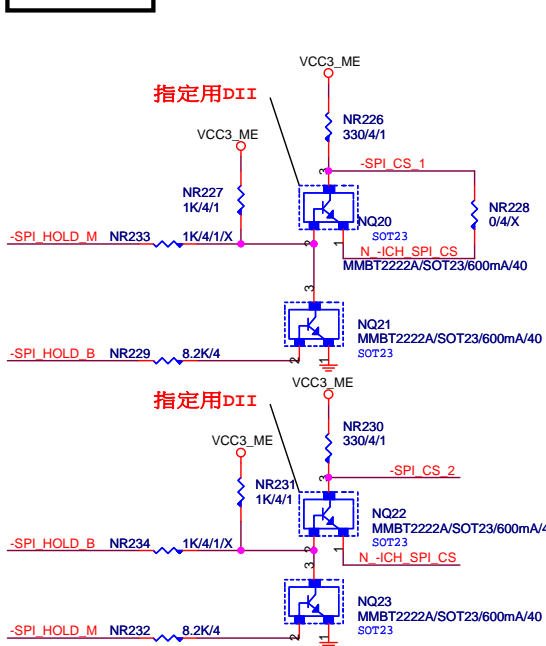 VCC3_ME
指定用DII
NR226
330/4/1
VCC3_ME
-SPI_CS_1
3
NR227
1K/4/1
NR228
0/4/X
NQ20
SOT23
-SPI_HOLD_M NR233 1K/4/1/X
2
1
N_-ICH_SPI_CS
MMBT2222A/SOT23/600mA/40
3
NQ21
MMBT2222A/SOT23/600mA/40
SOT23
-SPI_HOLD_B NR229 8.2K/4
2
1
VCC3_ME
指定用DII
NR230
330/4/1
VCC3_ME
-SPI_CS_2
3
NR231
1K/4/1
NQ22
MMBT2222A/SOT23/600mA/4
SOT23
-SPI_HOLD_B NR234 1K/4/1/X
2
1
N_-ICH_SPI_CS
3
NQ23
MMBT2222A/SOT23/600mA/40
SOT23
-SPI_HOLD_M NR232 8.2K/4
2
1